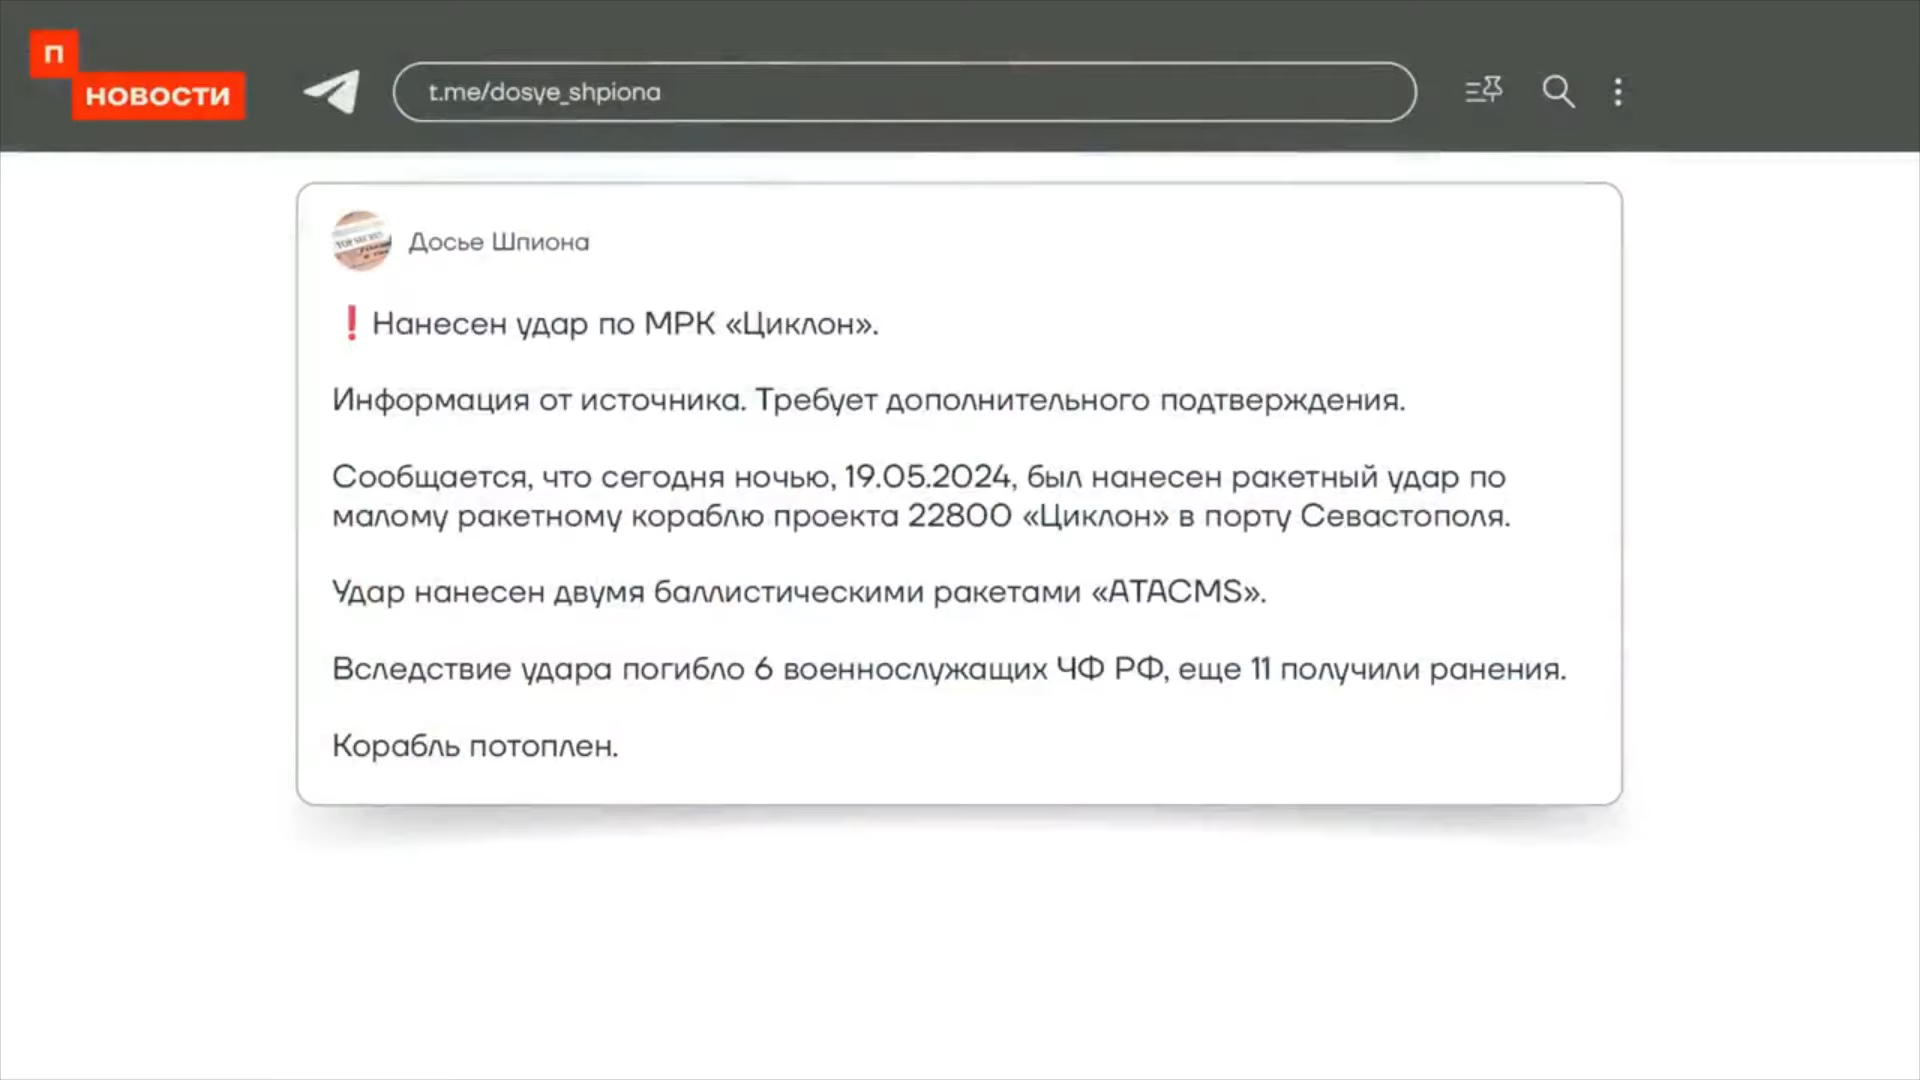 П
НОВОСТИ
t.me/dosye_shpiona
TOP SECRET
Досье Шпиона
❗Нанесен удар по МРК «Циклон».
Информация от источника. Требует дополнительного подтверждения.
Сообщается, что сегодня ночью, 19.05.2024, был нанесен ракетный удар по
малому ракетному кораблю проекта 22800 «Циклон» в порту Севастополя.
Удар нанесен двумя баллистическими ракетами «ATACMS».
Вследствие удара погибло 6 военнослужащих ЧФ РФ, еще 11 получили ранения.
Корабль потоплен.